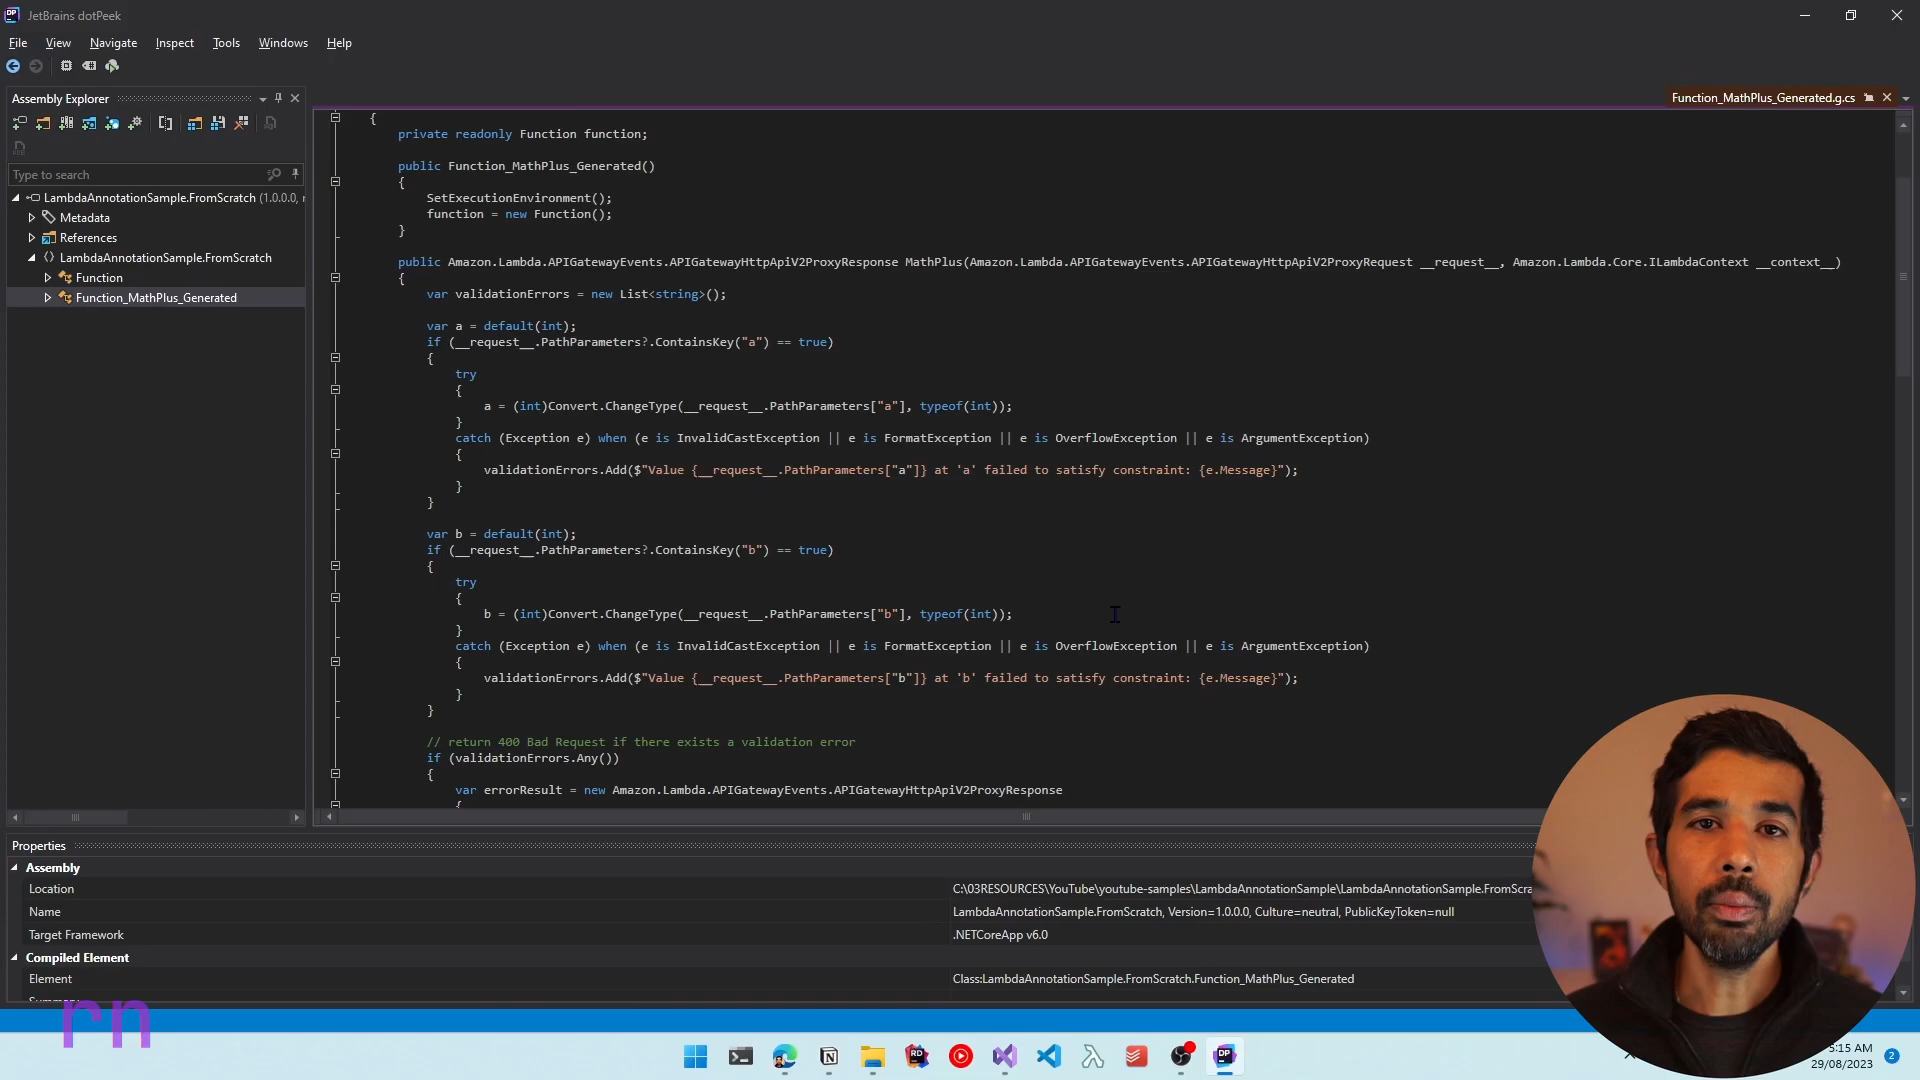 JetBrains dotPeek
File View Navigate Inspect Tools Windows Help
Assembly Explorer
Function_MathPlus_Generated.g.cs
Type to search
LambdaAnnotationSample.FromScratch (1.0.0.0,
Metadata
References
LambdaAnnotationSample.FromScratch
Function
Function_MathPlus_Generated
{
private readonly Function function;
public Function_MathPlus_Generated()
{
SetExecutionEnvironment();
function = new Function();
}
public Amazon.Lambda.APIGatewayEvents.APIGatewayHttpApiV2ProxyResponse MathPlus(Amazon.Lambda.APIGatewayEvents.APIGatewayHttpApiV2ProxyRequest __request__, Amazon.Lambda.Core.ILambdaContext __context__)
{
var validationErrors = new List<string>();
var a = default(int);
if (__request__.PathParameters?.ContainsKey("a") == true)
{
try
{
a = (int)Convert.ChangeType(__request__.PathParameters["a"], typeof(int));
}
catch (Exception e) when (e is InvalidCastException || e is FormatException || e is OverflowException || e is ArgumentException)
{
validationErrors.Add($"Value {__request__.PathParameters["a"]} at 'a' failed to satisfy constraint: {e.Message}");
}
}
var b = default(int);
if (__request__.PathParameters?.ContainsKey("b") == true)
{
try
{
b = (int)Convert.ChangeType(__request__.PathParameters["b"], typeof(int));
}
catch (Exception e) when (e is InvalidCastException || e is FormatException || e is OverflowException || e is ArgumentException)
{
validationErrors.Add($"Value {__request__.PathParameters["b"]} at 'b' failed to satisfy constraint: {e.Message}");
}
}
// return 400 Bad Request if there exists a validation error
if (validationErrors.Any())
{
var errorResult = new Amazon.Lambda.APIGatewayEvents.APIGatewayHttpApiV2ProxyResponse
{
Properties
Assembly
Location C:\03RESOURCES\YouTube\youtube-samples\LambdaAnnotationSample\LambdaAnnotationSample.FromScra
Name LambdaAnnotationSample.FromScratch, Version=1.0.0.0, Culture=neutral, PublicKeyToken=null
Target Framework .NETCoreApp v6.0
Compiled Element
Element Class:LambdaAnnotationSample.FromScratch.Function_MathPlus_Generated
rn
5:15 AM
29/08/2023
2